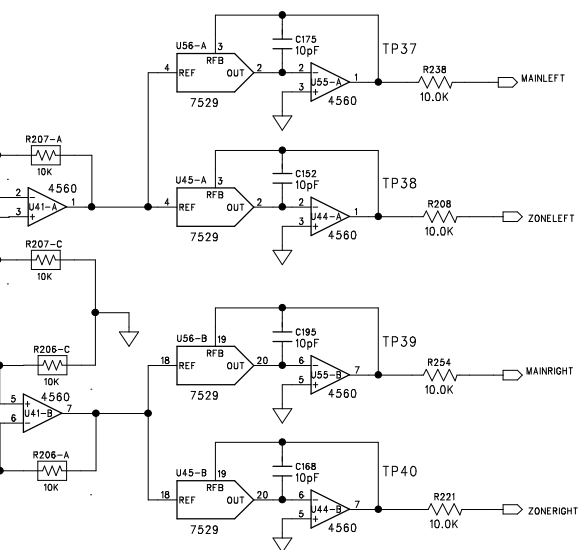 U56-A
3
RFB
4
REF
OUT
2
7529
C175
10pF
2
-
3
+
U55-A
1
4560
TP37
R238
10.0K
MAINLEFT
R207-A
10K
4560
2
-
3
+
U41-A
1
U45-A
3
RFB
4
REF
OUT
2
7529
C152
10pF
2
-
3
+
U44-A
1
4560
TP38
R208
10.0K
ZONELEFT
R207-C
10K
R206-C
10K
4560
5
+
6
-
U41-B
7
R206-A
10K
U56-B
19
RFB
18
REF
OUT
20
7529
C195
10pF
6
-
5
+
U55-B
7
4560
TP39
R254
10.0K
MAINRIGHT
U45-B
19
RFB
18
REF
OUT
20
7529
C168
10pF
6
-
5
+
U44-B
7
4560
TP40
R221
10.0K
ZONERIGHT